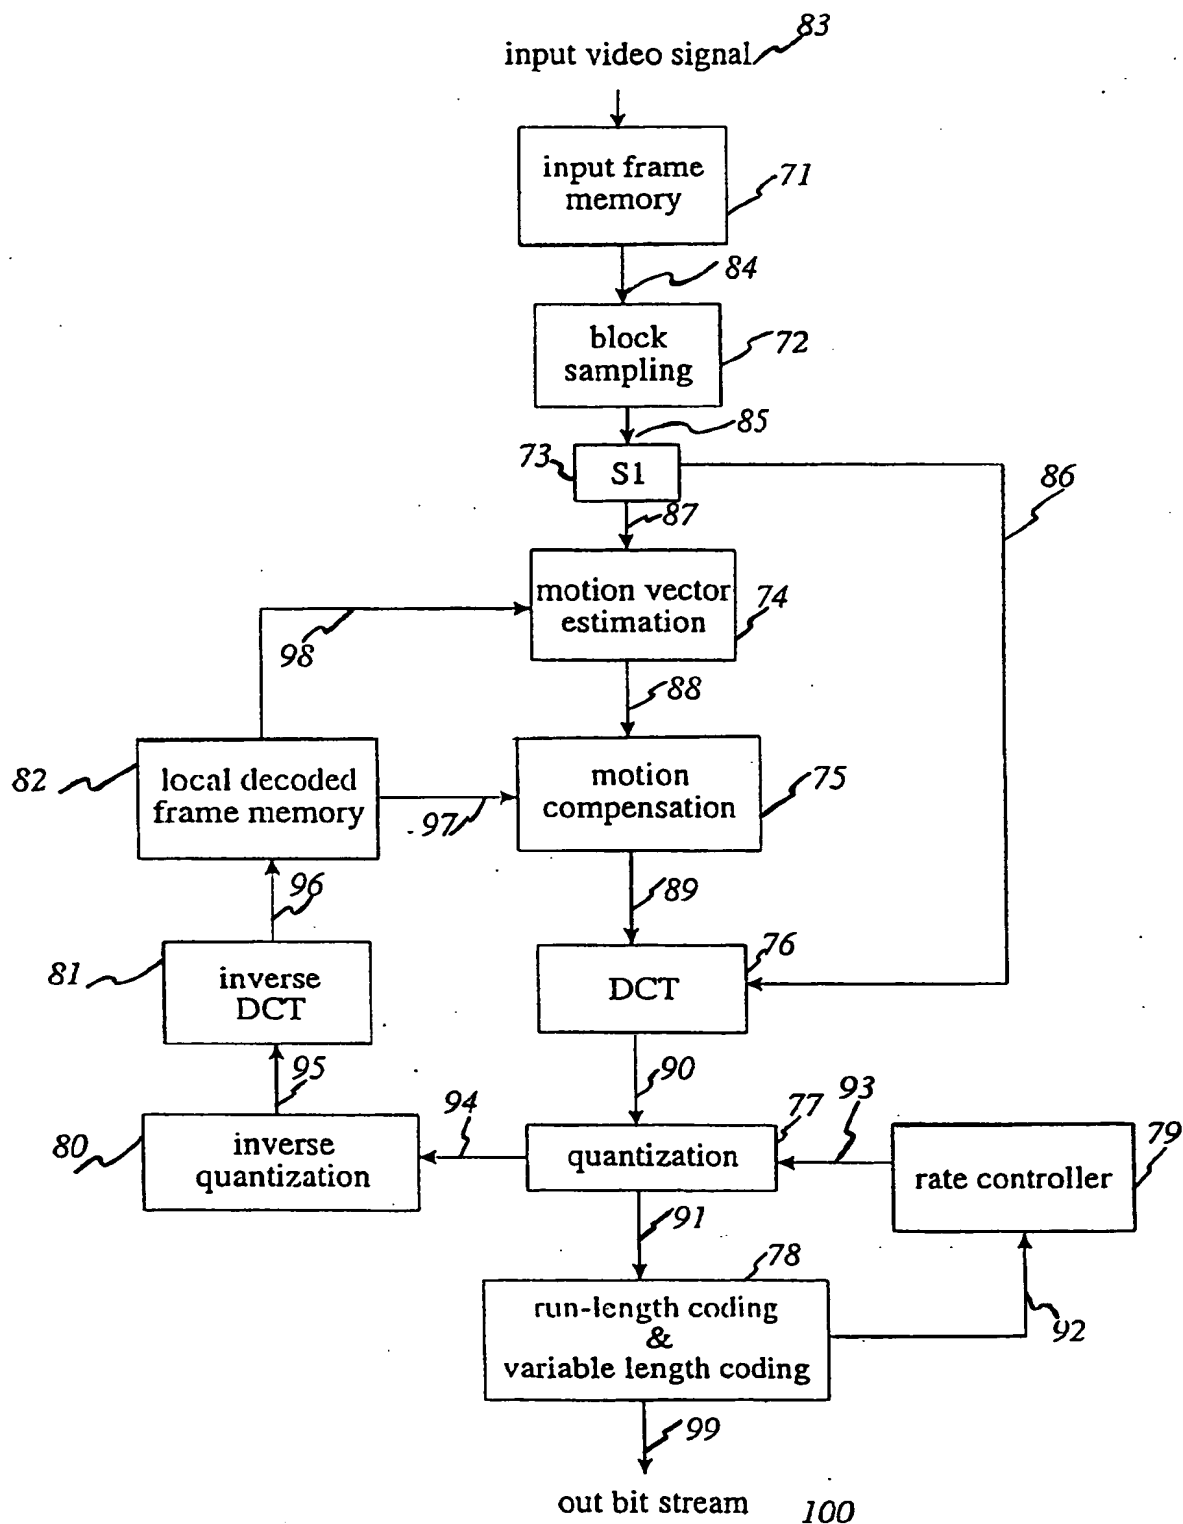 83
input video signal
input frame
memory
71
84
block
sampling
72
85
73
S1
87
86
motion vector
estimation
74
98
88
82
local decoded
frame memory
97
motion
compensation
75
96
89
81
inverse
DCT
76
DCT
95
90
94
77
93
79
80
inverse
quantization
quantization
rate controller
91
78
run-length coding
&
variable length coding
92
99
out bit stream
100